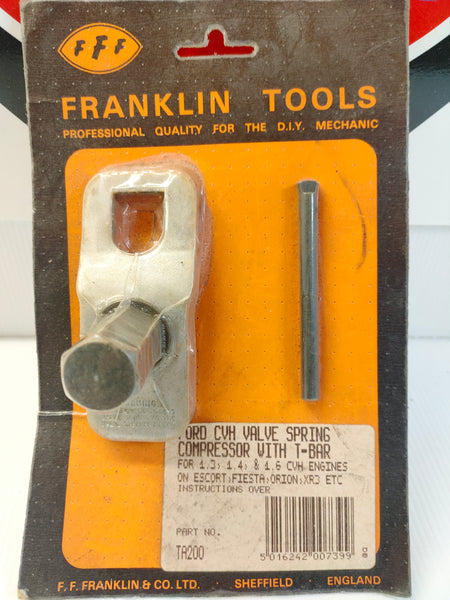 FFF
FRANKLIN TOOLS
PROFESSIONAL QUALITY FOR THE D.I.Y. MECHANIC
FORD CVH VALVE SPRING
COMPRESSOR WITH T-BAR
FOR 1.3, 1.4, & 1.6 CVH ENGINES
ON ESCORT,FIESTA,ORION,XR3 ETC
INSTRUCTIONS OVER
PART NO.
TA200
5 016242 007399
F. F. FRANKLIN & CO. LTD. SHEFFIELD ENGLAND